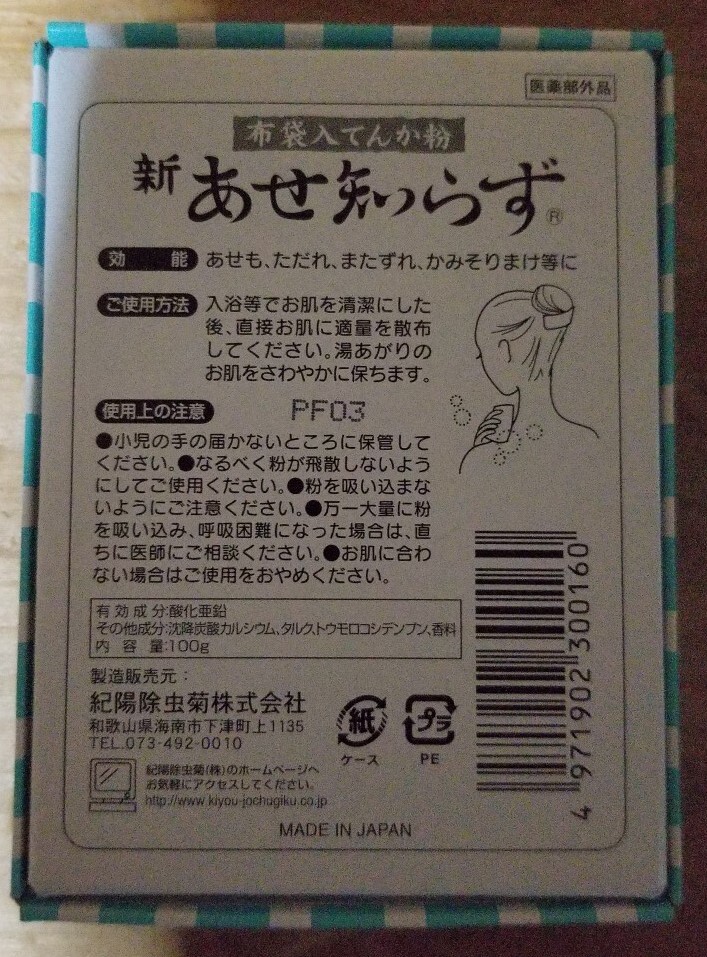 医薬部外品
布袋入てんか粉
新 あせ知らず®
効 能 あせも、ただれ、またずれ、かみそりまけ等に
ご使用方法 入浴等でお肌を清潔にした
後、直接お肌に適量を散布
してください。湯あがりの
お肌をさわやかに保ちます。
使用上の注意 PF03
●小児の手の届かないところに保管して
ください。●なるべく粉が飛散しないよう
にしてご使用ください。●粉を吸い込まな
いようにご注意ください。●万一大量に粉
を吸い込み、呼吸困難になった場合は、直
ちに医師にご相談ください。●お肌に合わ
ない場合はご使用をおやめください。
有効成分:酸化亜鉛
その他成分:沈降炭酸カルシウム、タルク、トウモロコシデンプン、香料
内 容 量:100g
製造販売元:
紀陽除虫菊株式会社
和歌山県海南市下津町上1135
TEL.073-492-0010
紙
ケース
プラ
PE
紀陽除虫菊(株)のホームページへ
お気軽にアクセスしてください。
http://www.kiyou-jochugiku.co.jp
4 971902 300160
MADE IN JAPAN